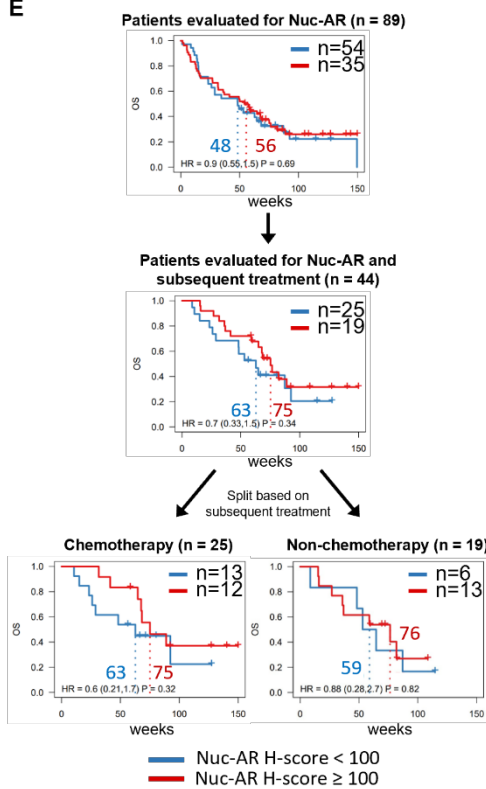 E
Patients evaluated for Nuc-AR (n = 89)
1.0
0.8
0.6
0.4
0.2
0.0
OS
n=54
n=35
48
56
HR = 0.9 (0.55,1.5) P = 0.69
0
50
100
150
weeks
Patients evaluated for Nuc-AR and
subsequent treatment (n = 44)
1.0
0.8
0.6
0.4
0.2
0.0
OS
n=25
n=19
63
75
HR = 0.7 (0.33,1.5) P = 0.34
0
50
100
150
weeks
Split based on
subsequent treatment
Chemotherapy (n = 25)
1.0
0.8
0.6
0.4
0.2
0.0
OS
n=13
n=12
63
75
HR = 0.6 (0.21,1.7) P = 0.32
0
50
100
150
weeks
Non-chemotherapy (n = 19)
1.0
0.8
0.6
0.4
0.2
0.0
OS
n=6
n=13
76
59
HR = 0.88 (0.28,2.7) P = 0.82
0
50
100
150
weeks
Nuc-AR H-score < 100
Nuc-AR H-score ≥ 100